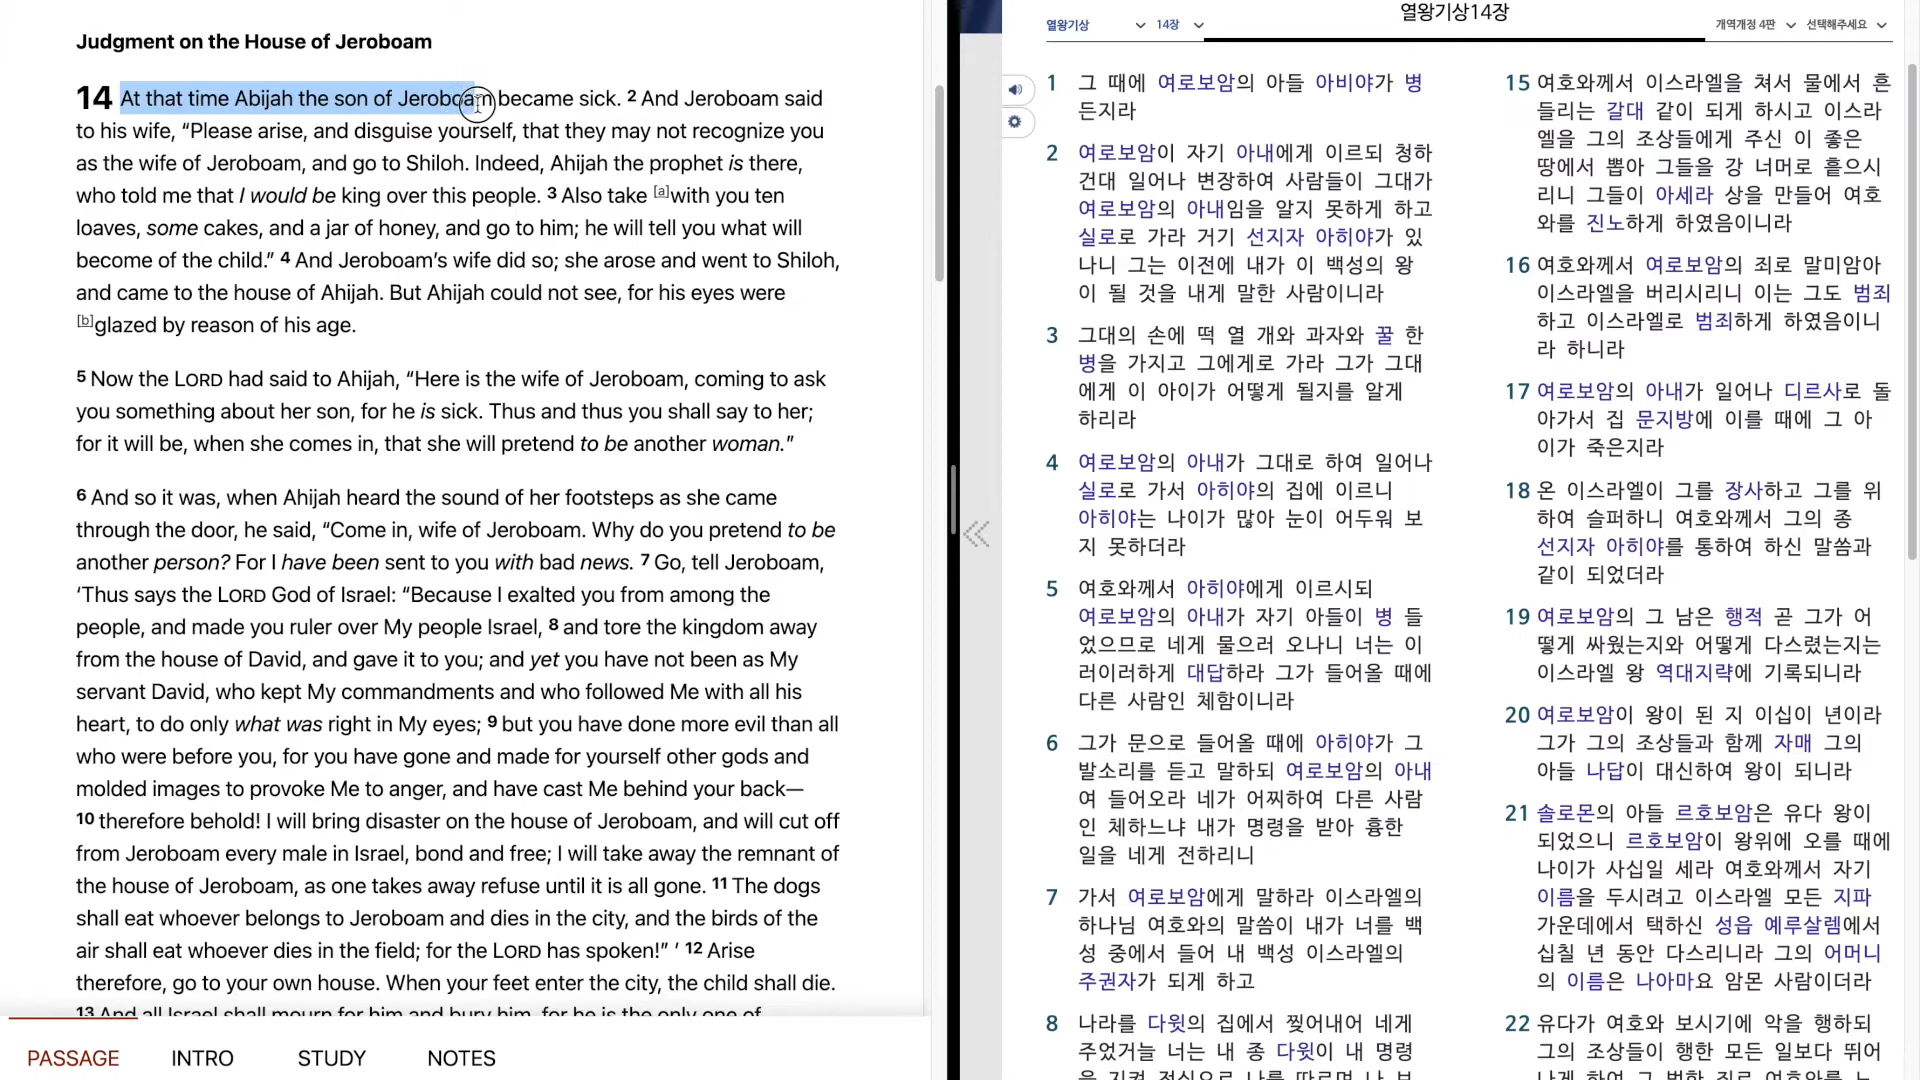 Judgment on the House of Jeroboam
14 At that time Abijah the son of Jeroboam became sick. 2 And Jeroboam said
to his wife, “Please arise, and disguise yourself, that they may not recognize you
as the wife of Jeroboam, and go to Shiloh. Indeed, Ahijah the prophet is there,
who told me that I would be king over this people. 3 Also take [a]with you ten
loaves, some cakes, and a jar of honey, and go to him; he will tell you what will
become of the child.” 4 And Jeroboam’s wife did so; she arose and went to Shiloh,
and came to the house of Ahijah. But Ahijah could not see, for his eyes were
[b]glazed by reason of his age.
5 Now the LORD had said to Ahijah, “Here is the wife of Jeroboam, coming to ask
you something about her son, for he is sick. Thus and thus you shall say to her;
for it will be, when she comes in, that she will pretend to be another woman.”
6 And so it was, when Ahijah heard the sound of her footsteps as she came
through the door, he said, “Come in, wife of Jeroboam. Why do you pretend to be
another person? For I have been sent to you with bad news. 7 Go, tell Jeroboam,
‘Thus says the LORD God of Israel: “Because I exalted you from among the
people, and made you ruler over My people Israel, 8 and tore the kingdom away
from the house of David, and gave it to you; and yet you have not been as My
servant David, who kept My commandments and who followed Me with all his
heart, to do only what was right in My eyes; 9 but you have done more evil than all
who were before you, for you have gone and made for yourself other gods and
molded images to provoke Me to anger, and have cast Me behind your back—
10 therefore behold! I will bring disaster on the house of Jeroboam, and will cut off
from Jeroboam every male in Israel, bond and free; I will take away the remnant of
the house of Jeroboam, as one takes away refuse until it is all gone. 11 The dogs
shall eat whoever belongs to Jeroboam and dies in the city, and the birds of the
air shall eat whoever dies in the field; for the LORD has spoken!” ’ 12 Arise
therefore, go to your own house. When your feet enter the city, the child shall die.
13 And all Israel shall mourn for him and bury him, for he is the only one of
PASSAGE INTRO STUDY NOTES
열왕기상14장
열왕기상 14장 개역개정 4판 선택해주세요
1 그 때에 여로보암의 아들 아비야가 병
든지라
2 여로보암이 자기 아내에게 이르되 청하
건대 일어나 변장하여 사람들이 그대가
여로보암의 아내임을 알지 못하게 하고
실로로 가라 거기 선지자 아히야가 있
나니 그는 이전에 내가 이 백성의 왕
이 될 것을 내게 말한 사람이니라
3 그대의 손에 떡 열 개와 과자와 꿀 한
병을 가지고 그에게로 가라 그가 그대
에게 이 아이가 어떻게 될지를 알게
하리라
4 여로보암의 아내가 그대로 하여 일어나
실로로 가서 아히야의 집에 이르니
아히야는 나이가 많아 눈이 어두워 보
지 못하더라
5 여호와께서 아히야에게 이르시되
여로보암의 아내가 자기 아들이 병 들
었으므로 네게 물으러 오나니 너는 이
러이러하게 대답하라 그가 들어올 때에
다른 사람인 체함이니라
6 그가 문으로 들어올 때에 아히야가 그
발소리를 듣고 말하되 여로보암의 아내
여 들어오라 네가 어찌하여 다른 사람
인 체하느냐 내가 명령을 받아 흉한
일을 네게 전하리니
7 가서 여로보암에게 말하라 이스라엘의
하나님 여호와의 말씀이 내가 너를 백
성 중에서 들어 내 백성 이스라엘의
주권자가 되게 하고
8 나라를 다윗의 집에서 찢어내어 네게
주었거늘 너는 내 종 다윗이 내 명령
을 지켜 전심으로 나를 따르며 나 보
15 여호와께서 이스라엘을 쳐서 물에서 흔
들리는 갈대 같이 되게 하시고 이스라
엘을 그의 조상들에게 주신 이 좋은
땅에서 뽑아 그들을 강 너머로 흩으시
리니 그들이 아세라 상을 만들어 여호
와를 진노하게 하였음이니라
16 여호와께서 여로보암의 죄로 말미암아
이스라엘을 버리시리니 이는 그도 범죄
하고 이스라엘로 범죄하게 하였음이니
라 하니라
17 여로보암의 아내가 일어나 디르사로 돌
아가서 집 문지방에 이를 때에 그 아
이가 죽은지라
18 온 이스라엘이 그를 장사하고 그를 위
하여 슬퍼하니 여호와께서 그의 종
선지자 아히야를 통하여 하신 말씀과
같이 되었더라
19 여로보암의 그 남은 행적 곧 그가 어
떻게 싸웠는지와 어떻게 다스렸는지는
이스라엘 왕 역대지략에 기록되니라
20 여로보암이 왕이 된 지 이십이 년이라
그가 그의 조상들과 함께 자매 그의
아들 나답이 대신하여 왕이 되니라
21 솔로몬의 아들 르호보암은 유다 왕이
되었으니 르호보암이 왕위에 오를 때에
나이가 사십일 세라 여호와께서 자기
이름을 두시려고 이스라엘 모든 지파
가운데에서 택하신 성읍 예루살렘에서
십칠 년 동안 다스리니라 그의 어머니
의 이름은 나아마요 암몬 사람이더라
22 유다가 여호와 보시기에 악을 행하되
그의 조상들이 행한 모든 일보다 뛰어
나게 하여 그 범한 죄로 여호와를 노